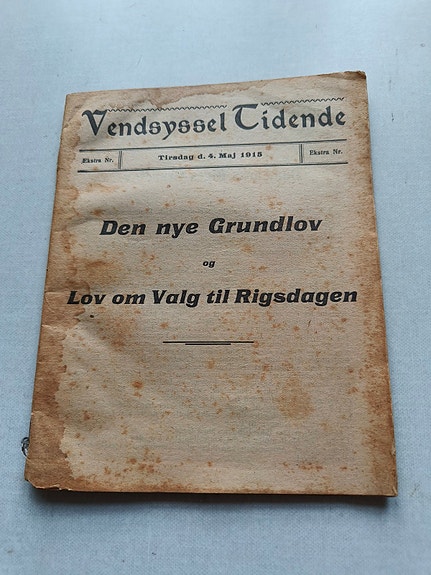 Vendsyssel Tidende
Ekstra Nr. Tirsdag d. 4. Maj 1915 Ekstra Nr.
Den nye Grundlov
og
Lov om Valg til Rigsdagen